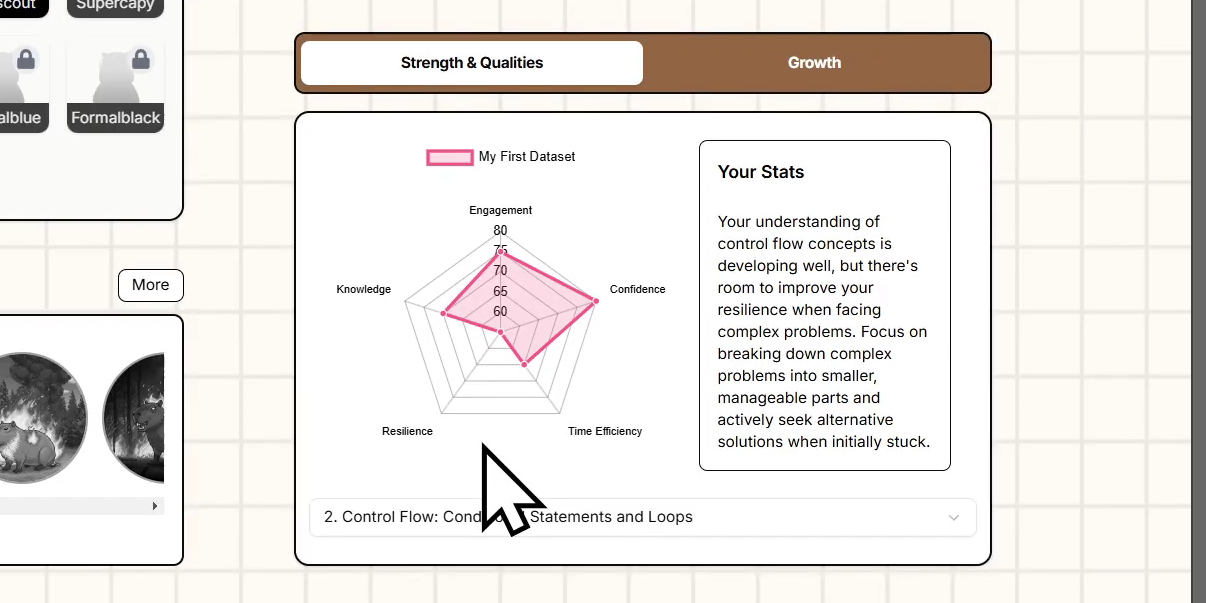 scout
Supercapy
alblue
Formalblack
More
Strength & Qualities
Growth
My First Dataset
Engagement
80
75
70
65
60
Knowledge
Confidence
Resilience
Time Efficiency
Your Stats
Your understanding of
control flow concepts is
developing well, but there's
room to improve your
resilience when facing
complex problems. Focus on
breaking down complex
problems into smaller,
manageable parts and
actively seek alternative
solutions when initially stuck.
2. Control Flow: Cond Statements and Loops